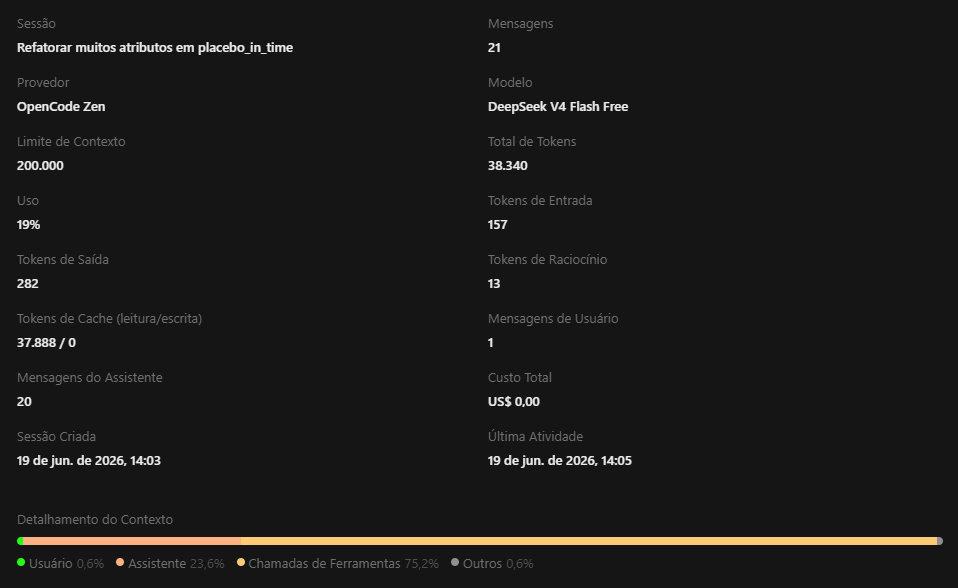 Sessão
Mensagens
Refatorar muitos atributos em placebo_in_time
21
Provedor
Modelo
OpenCode Zen
DeepSeek V4 Flash Free
Limite de Contexto
Total de Tokens
200.000
38.340
Uso
Tokens de Entrada
19%
157
Tokens de Saída
Tokens de Raciocínio
282
13
Tokens de Cache (leitura/escrita)
Mensagens de Usuário
37.888 / 0
1
Mensagens do Assistente
Custo Total
20
US$ 0,00
Sessão Criada
Última Atividade
19 de jun. de 2026, 14:03
19 de jun. de 2026, 14:05
Detalhamento do Contexto
Usuário 0,6% Assistente 23,6% Chamadas de Ferramentas 75,2% Outros 0,6%